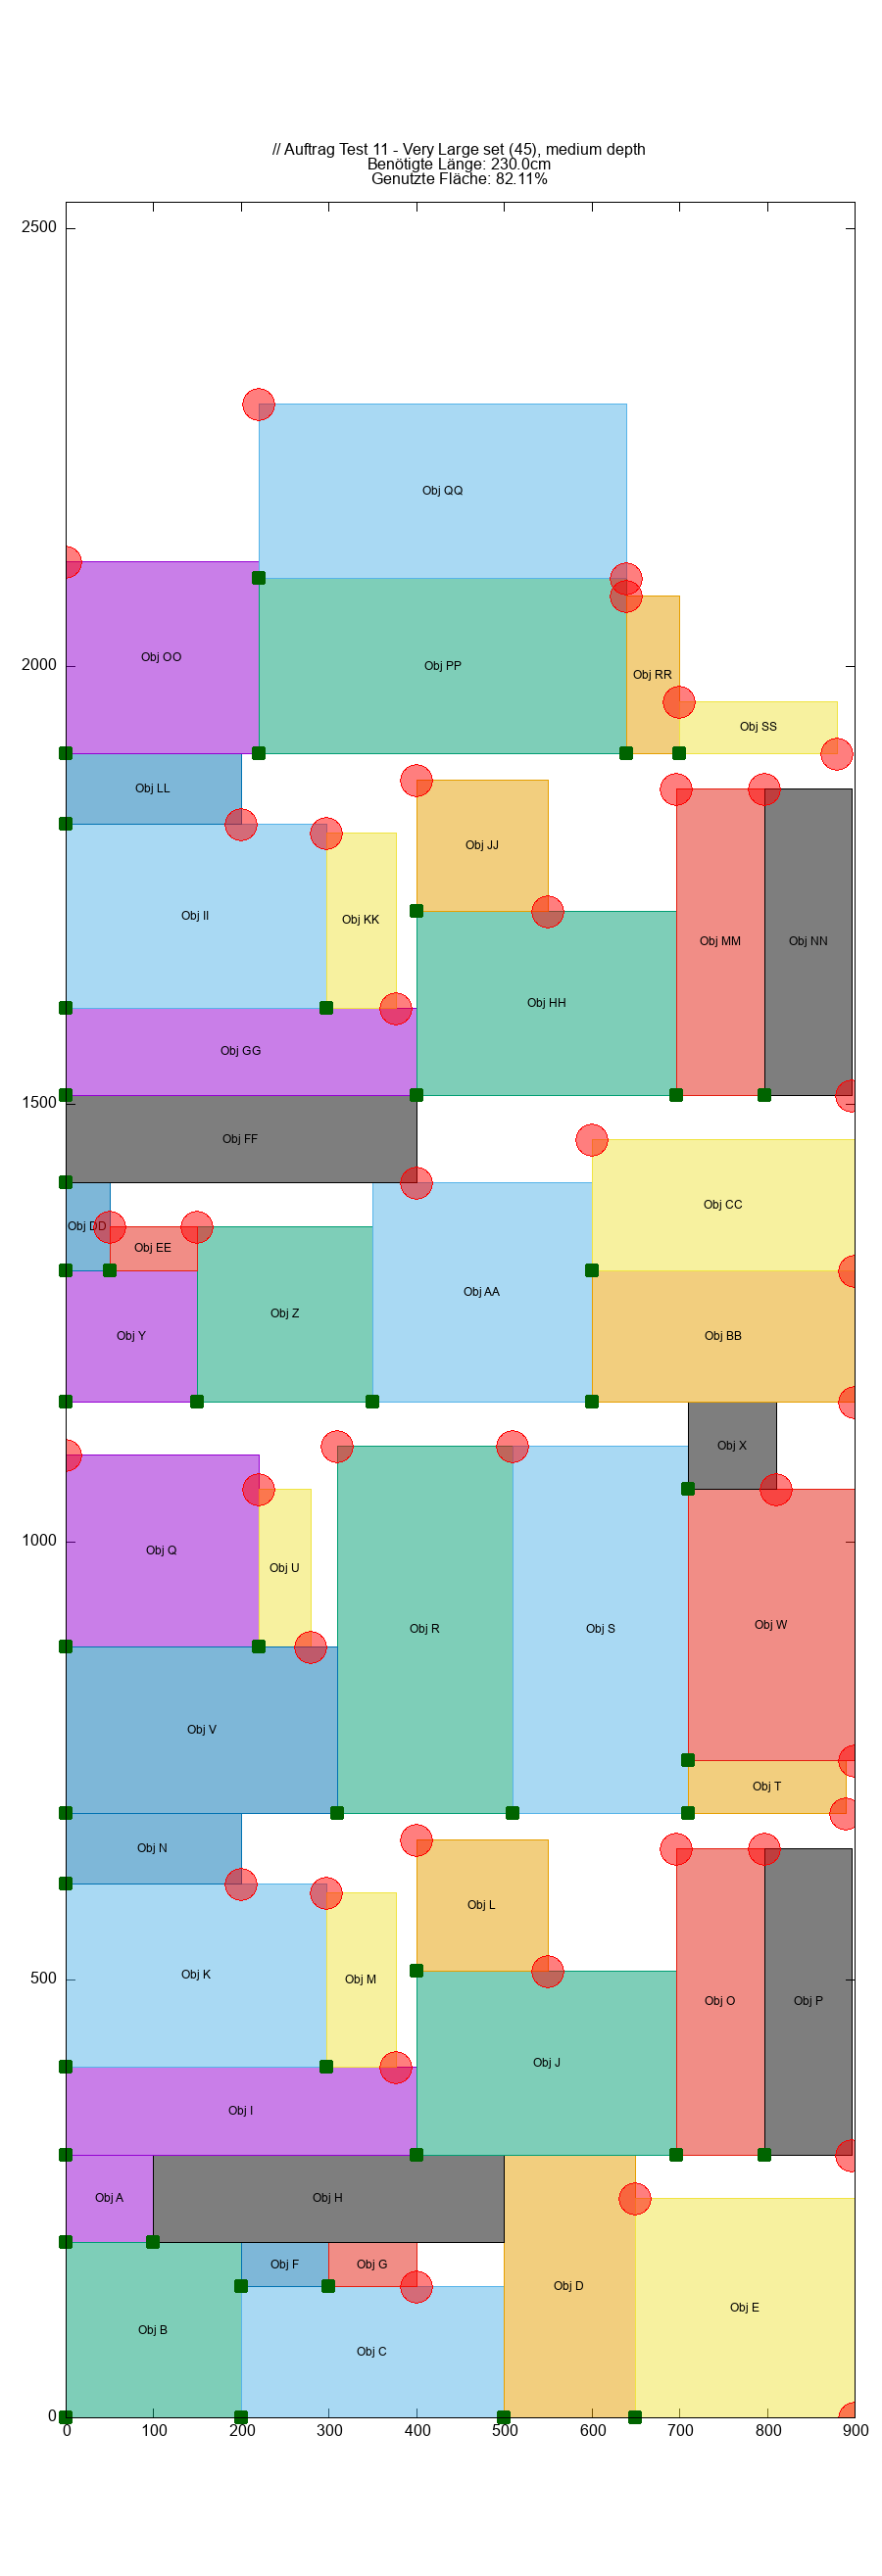 // Auftrag Test 11 - Very Large set (45), medium depth
Benötigte Länge: 230.0cm
Genutzte Fläche: 82.11%
2500
Obj QQ
Obj OO
Obj PP
2000
Obj RR
Obj SS
Obj LL
Obj JJ
Obj II
Obj KK
Obj MM
Obj NN
Obj HH
Obj GG
1500
Obj FF
Obj CC
Obj DD
Obj EE
Obj AA
Obj Z
Obj Y
Obj BB
Obj X
1000
Obj Q
Obj U
Obj R
Obj S
Obj W
Obj V
Obj T
Obj N
Obj L
Obj K
500
Obj M
Obj O
Obj P
Obj J
Obj I
Obj A
Obj H
Obj F
Obj G
Obj D
Obj E
Obj B
Obj C
0
0 100 200 300 400 500 600 700 800 900